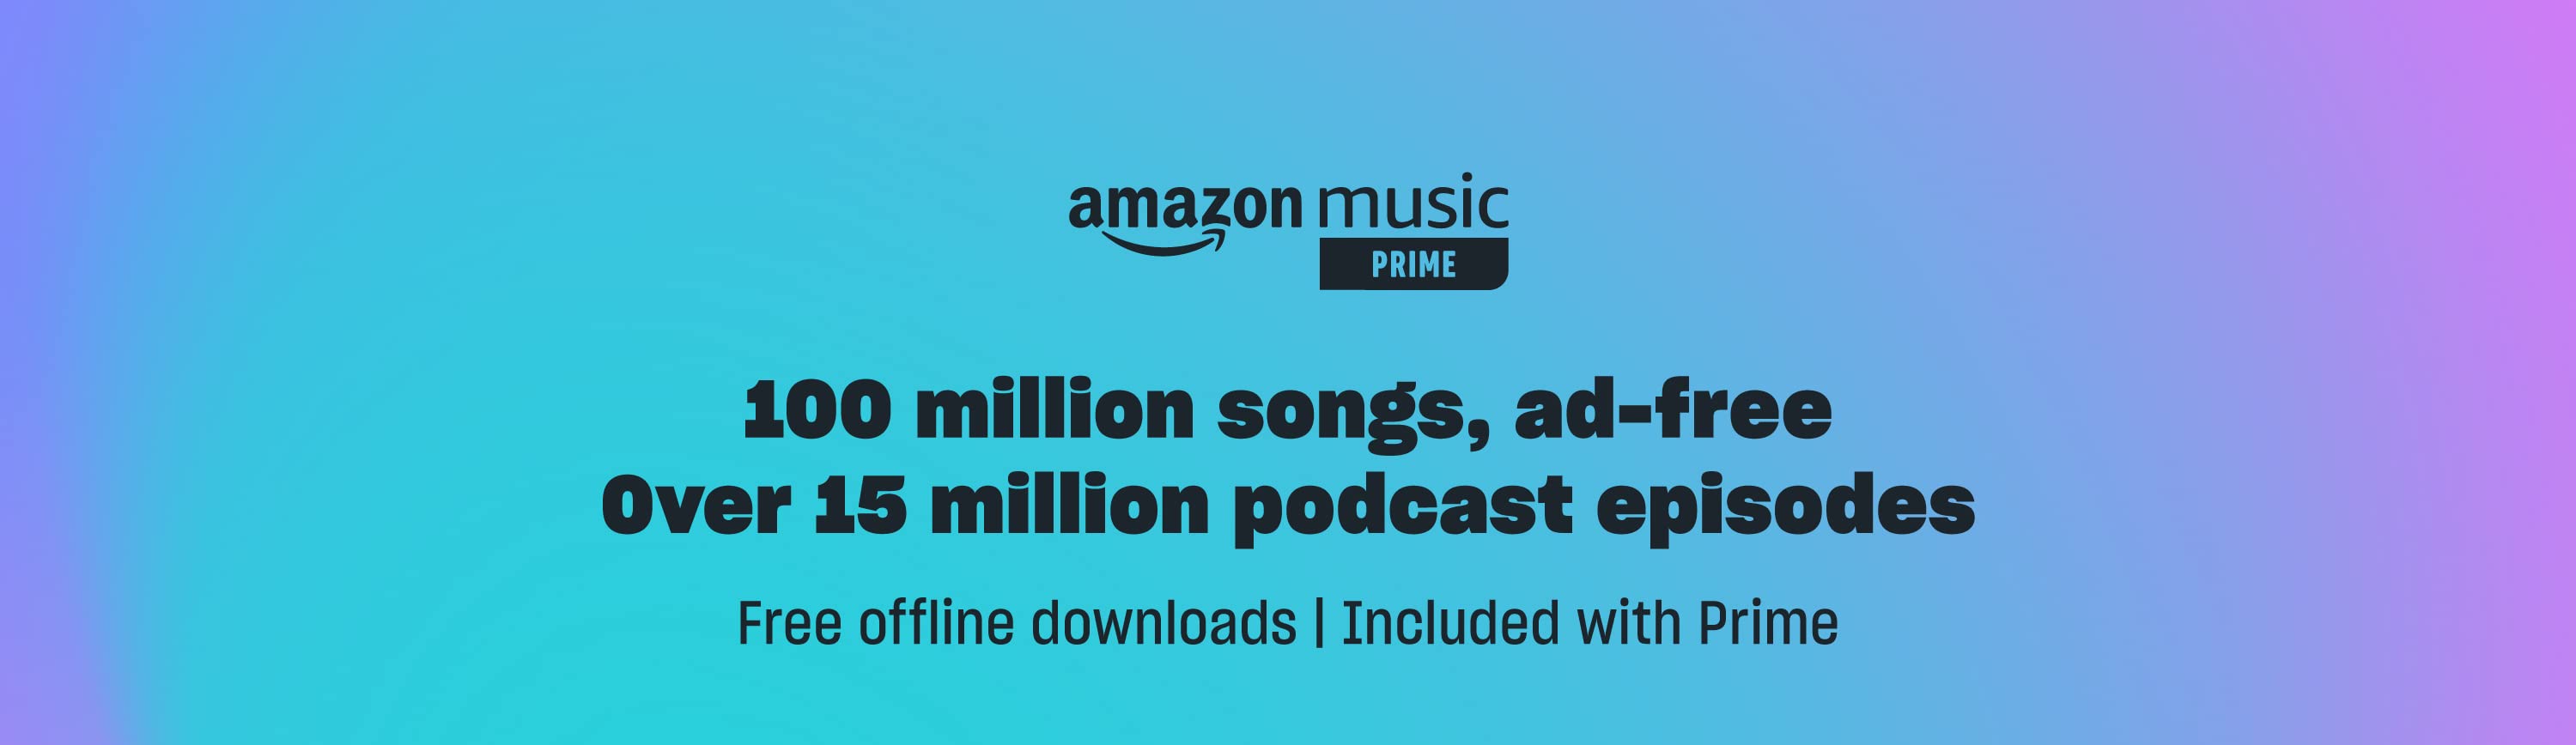 amazon music
PRIME
100 million songs, ad-free
Over 15 million podcast episodes
Free offline downloads | Included with Prime